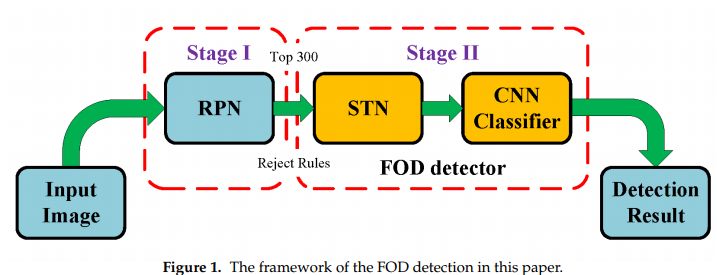 Stage I
Top 300
Stage II
RPN
STN
CNN
Classifier
Reject Rules
FOD detector
Input
Image
Detection
Result
Figure 1. The framework of the FOD detection in this paper.